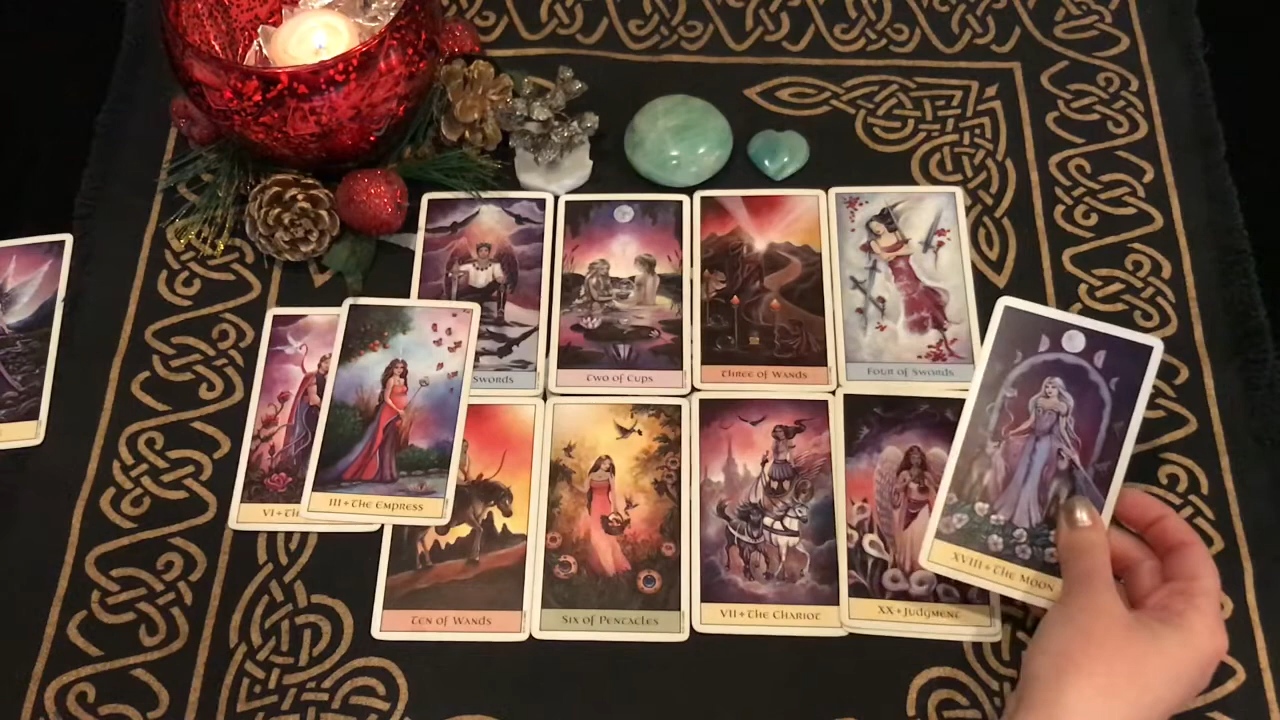 Swords
Two of Cups
Three of Wands
Four of Swords
VI + Th
III + The Empress
XVIII + The Moon
Ten of Wands
Six of Pentacles
VII + The Chariot
XX + Judgment